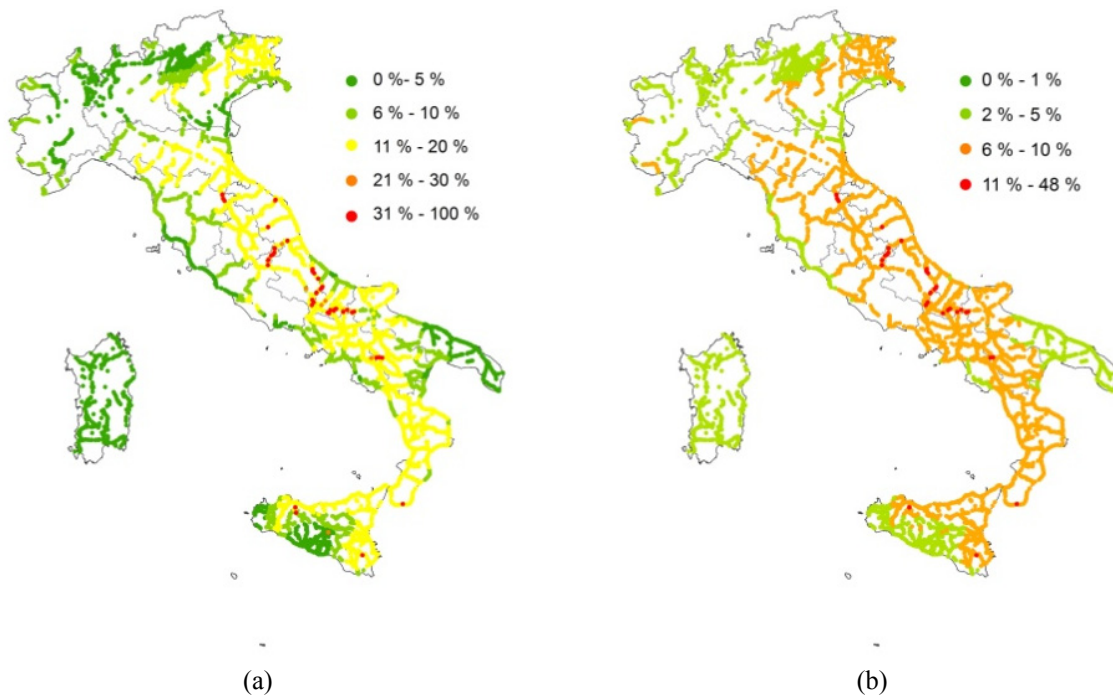 0 %- 5 %
6 % - 10 %
11 % - 20 %
21 % - 30 %
31 % - 100 %
0 % - 1 %
2 % - 5 %
6 % - 10 %
11 % - 48 %
(a)
(b)